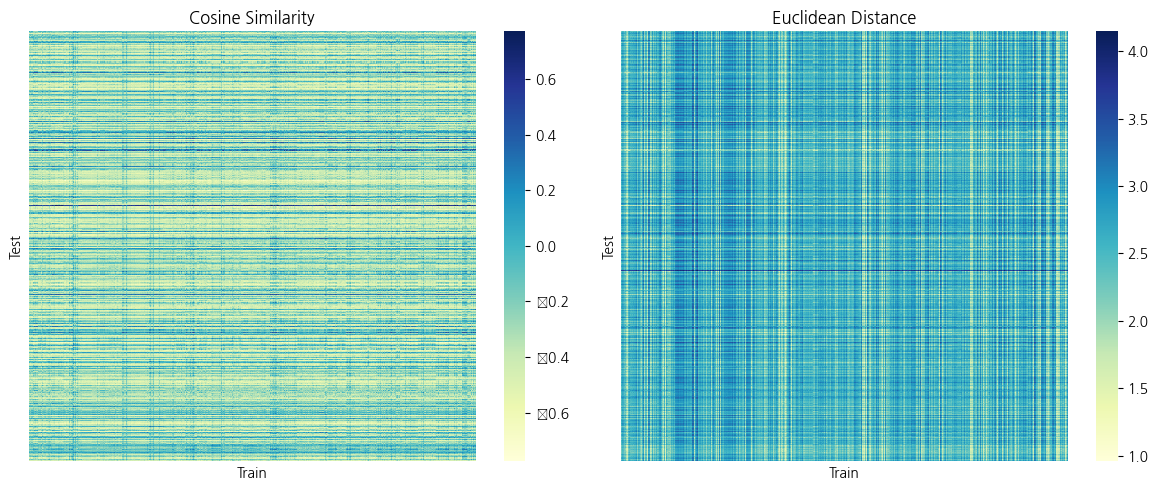 Cosine Similarity
Test
Train
0.6
0.4
0.2
0.0
▯0.2
▯0.4
▯0.6
Euclidean Distance
Test
Train
4.0
3.5
3.0
2.5
2.0
1.5
1.0